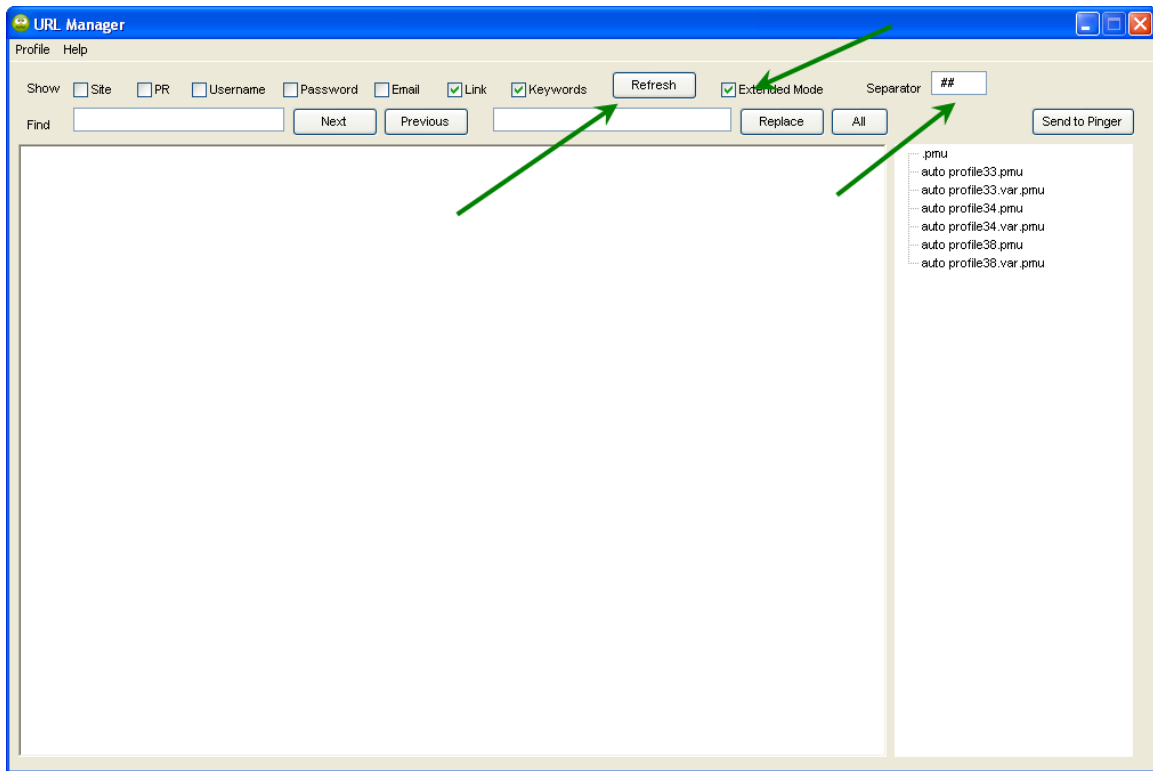 URL Manager
Profile Help
Show Site PR Username Password Email Link Keywords Refresh Extended Mode Separator ##
Find Next Previous Replace All Send to Pinger
.pmu
auto profile33.pmu
auto profile33.var.pmu
auto profile34.pmu
auto profile34.var.pmu
auto profile38.pmu
auto profile38.var.pmu